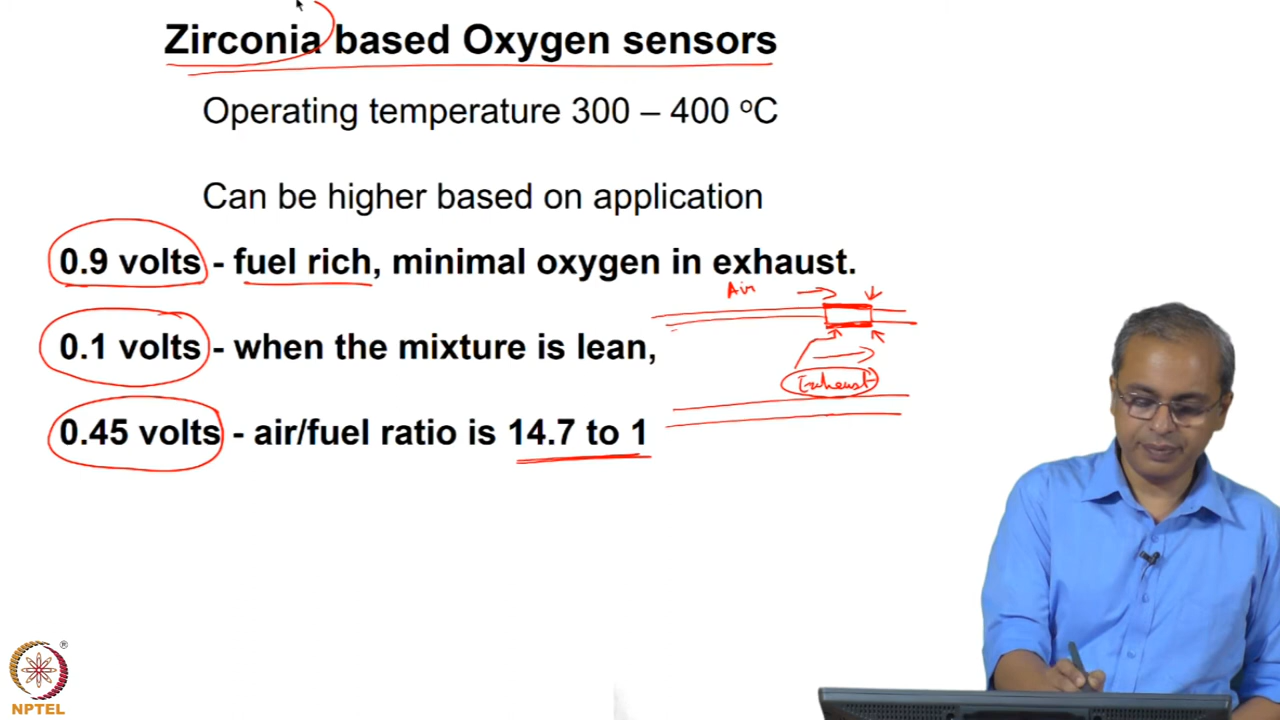 Zirconia based Oxygen sensors
Operating temperature 300 – 400 ºC
Can be higher based on application
0.9 volts - fuel rich, minimal oxygen in exhaust.
Air
0.1 volts - when the mixture is lean,
Exhaust
0.45 volts - air/fuel ratio is 14.7 to 1
®
NPTEL